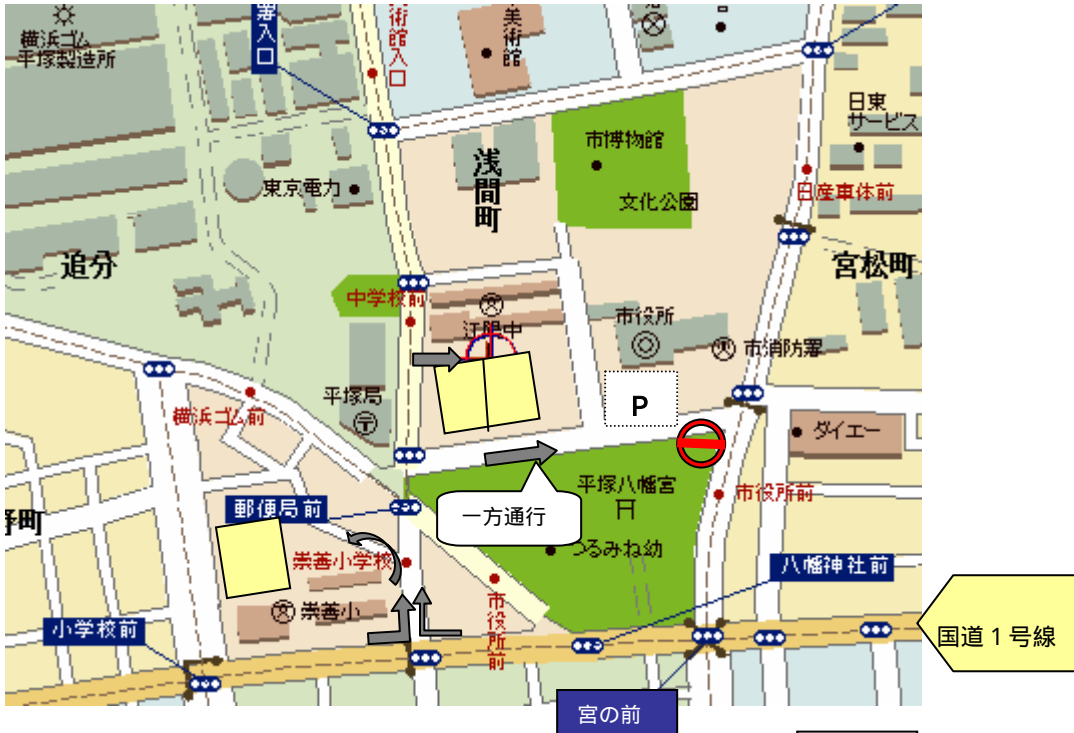 横浜ゴム
平塚製造所
署入口
術館入口
美術館
日東
サービス
市博物館
文化公園
浅間町
東京電力
日産車体前
追分
宮松町
中学校前
江陽中
市役所
市消防署
平塚局
横浜ゴム前
P
ダイエー
平塚八幡宮
市役所前
一方通行
郵便局前
つるみね幼
崇善小学校
八幡神社前
崇善小
市役所前
小学校前
国道1号線
宮の前